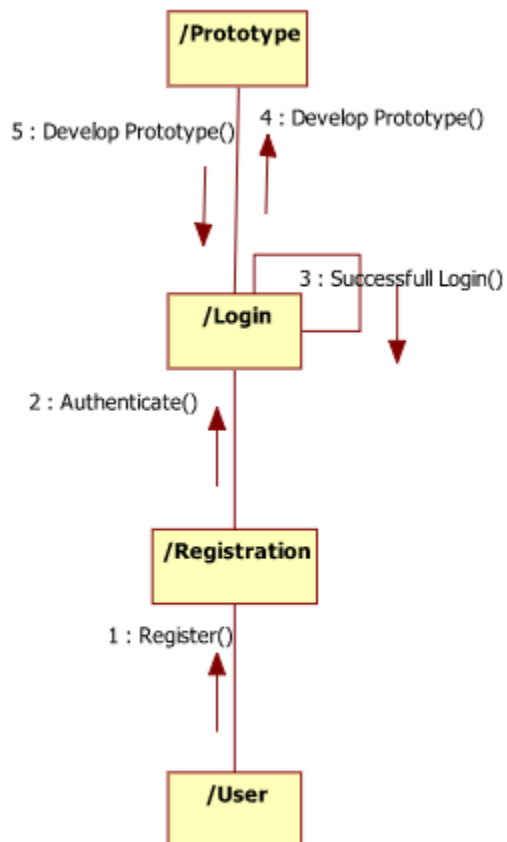 /Prototype
4 : Develop Prototype()
5 : Develop Prototype()
3 : Successfull Login()
/Login
2 : Authenticate()
/Registration
1 : Register()
/User